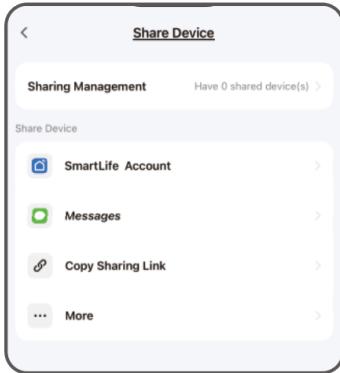 Share Device
Sharing Management Have 0 shared device(s)
Share Device
SmartLife Account
Messages
Copy Sharing Link
More